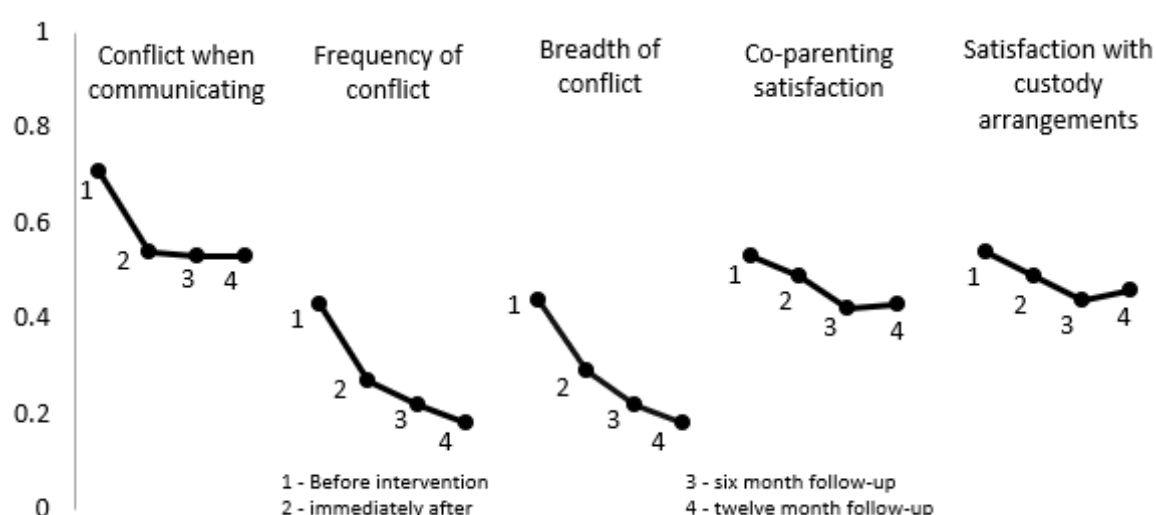 1
0.8
0.6
0.4
0.2
0
Conflict when
communicating
Frequency of
conflict
Breadth of
conflict
Co-parenting
satisfaction
Satisfaction with
custody
arrangements
1
2
3
4
1
2
3
4
1
2
3
4
1
2
3
4
1
2
3
4
1 - Before intervention
2 - immediately after
3 - six month follow-up
4 - twelve month follow-up